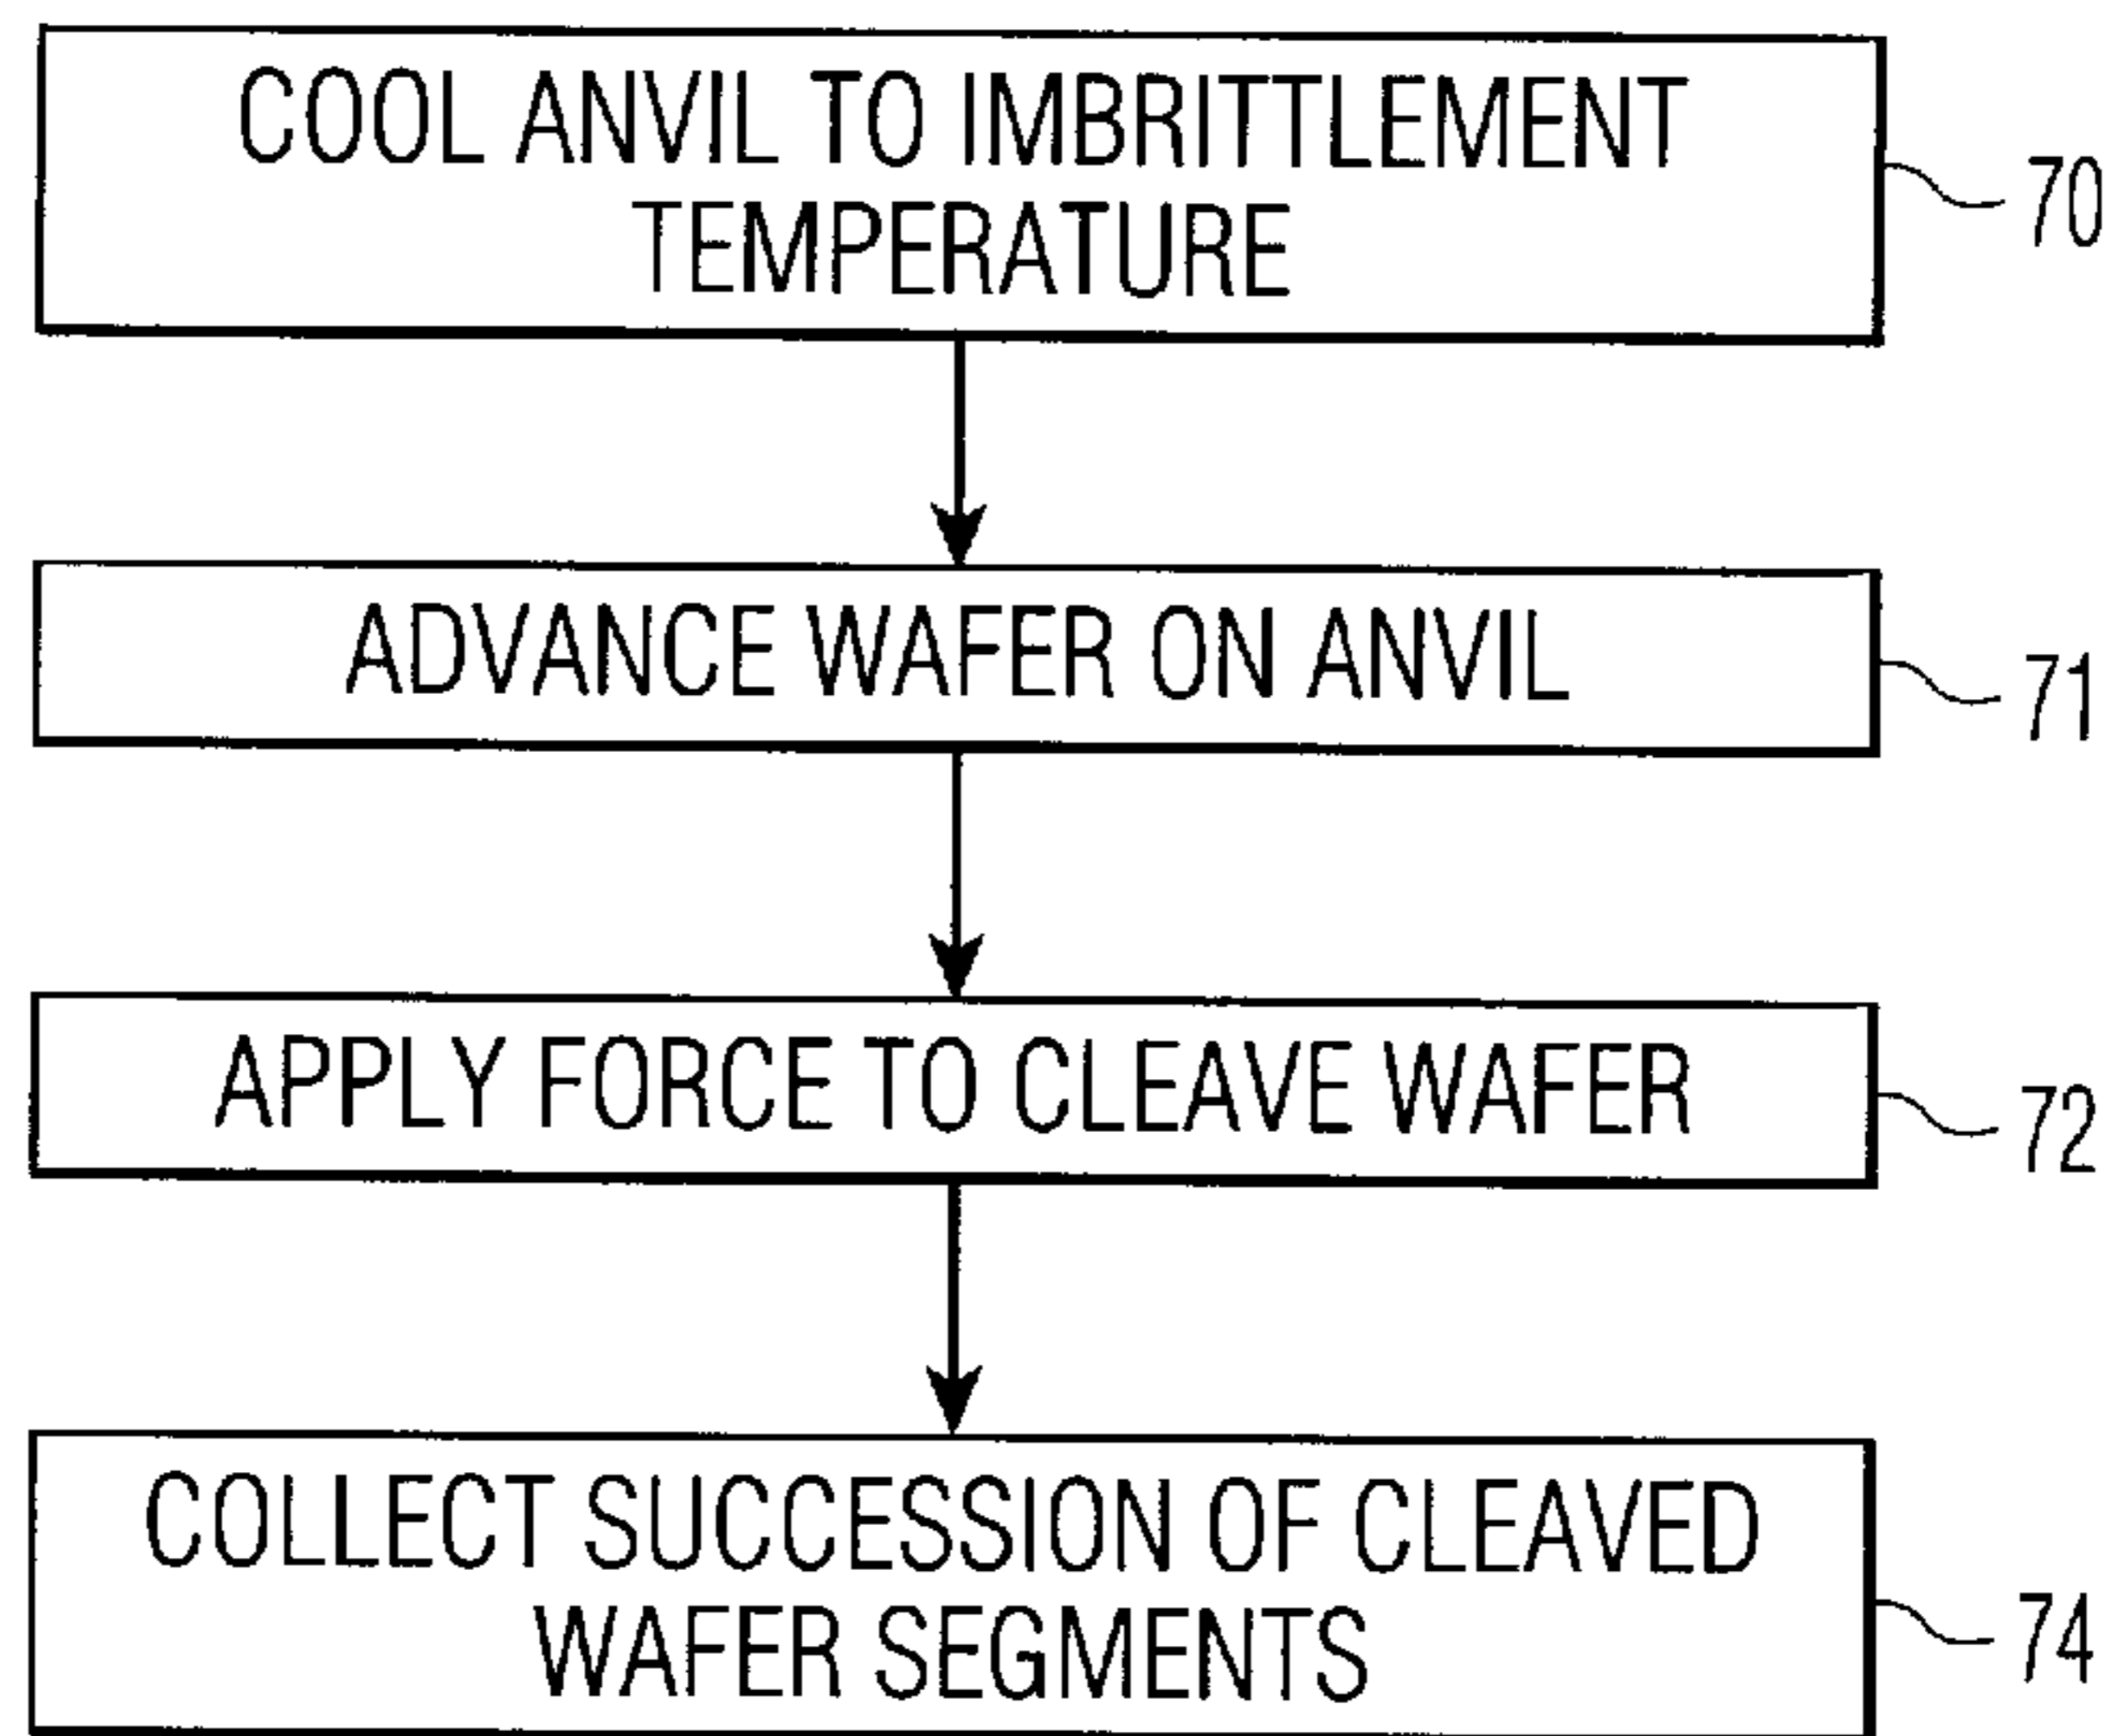 COOL ANVIL TO IMBRITTLEMENT
TEMPERATURE
70
ADVANCE WAFER ON ANVIL
71
APPLY FORCE TO CLEAVE WAFER
72
COLLECT SUCCESSION OF CLEAVED
WAFER SEGMENTS
74